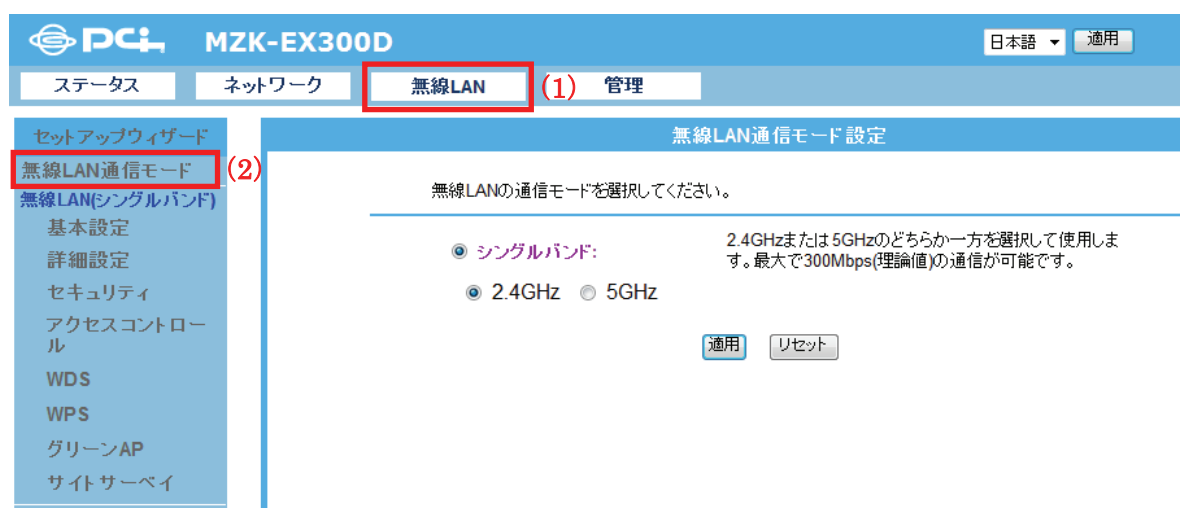 PCi MZK-EX300D 日本語 適用
ステータス ネットワーク 無線LAN (1) 管理
セットアップウィザード
無線LAN通信モード (2)
無線LAN(シングルバンド)
基本設定
詳細設定
セキュリティ
アクセスコントロー
ル
WDS
WPS
グリーンAP
サイトサーベイ
無線LAN通信モード設定
無線LANの通信モードを選択してください。
シングルバンド:
2.4GHzまたは5GHzのどちらか一方を選択して使用しま
す。最大で300Mbps(理論値)の通信が可能です。
2.4GHz 5GHz
適用 リセット